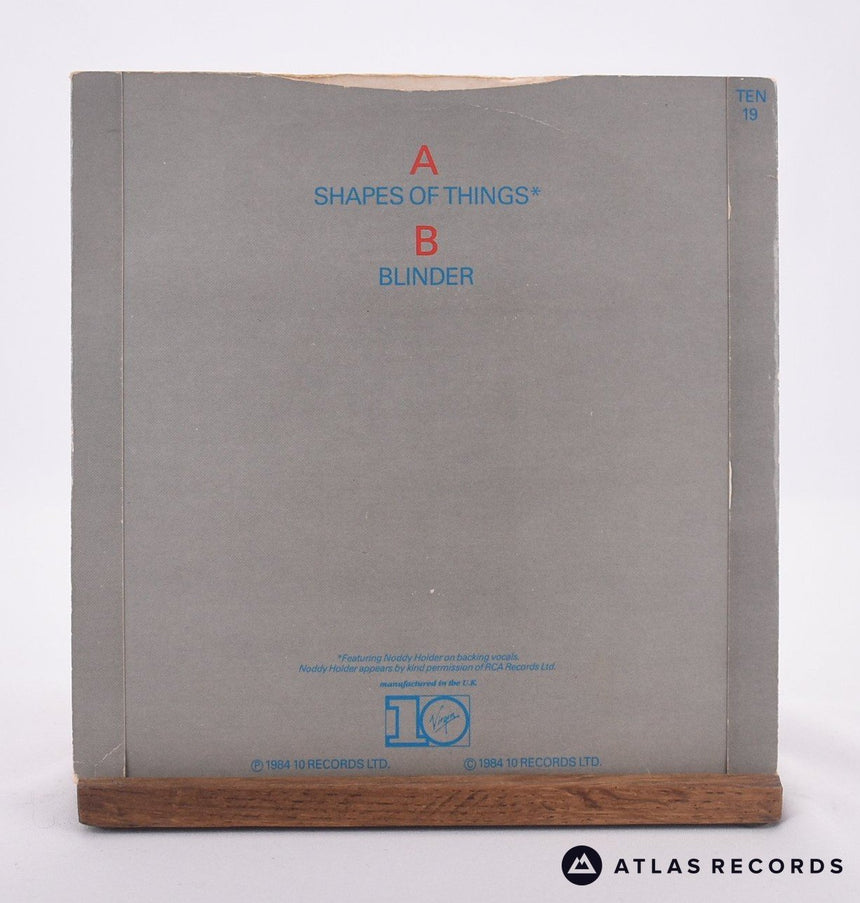 TEN
19
A
SHAPES OF THINGS*
B
BLINDER
*Featuring Noddy Holder on backing vocals.
Noddy Holder appears by kind permission of RCA Records Ltd.
manufactured in the U.K.
10
Virgin
Ⓟ 1984 10 RECORDS LTD. © 1984 10 RECORDS LTD.
ATLAS RECORDS